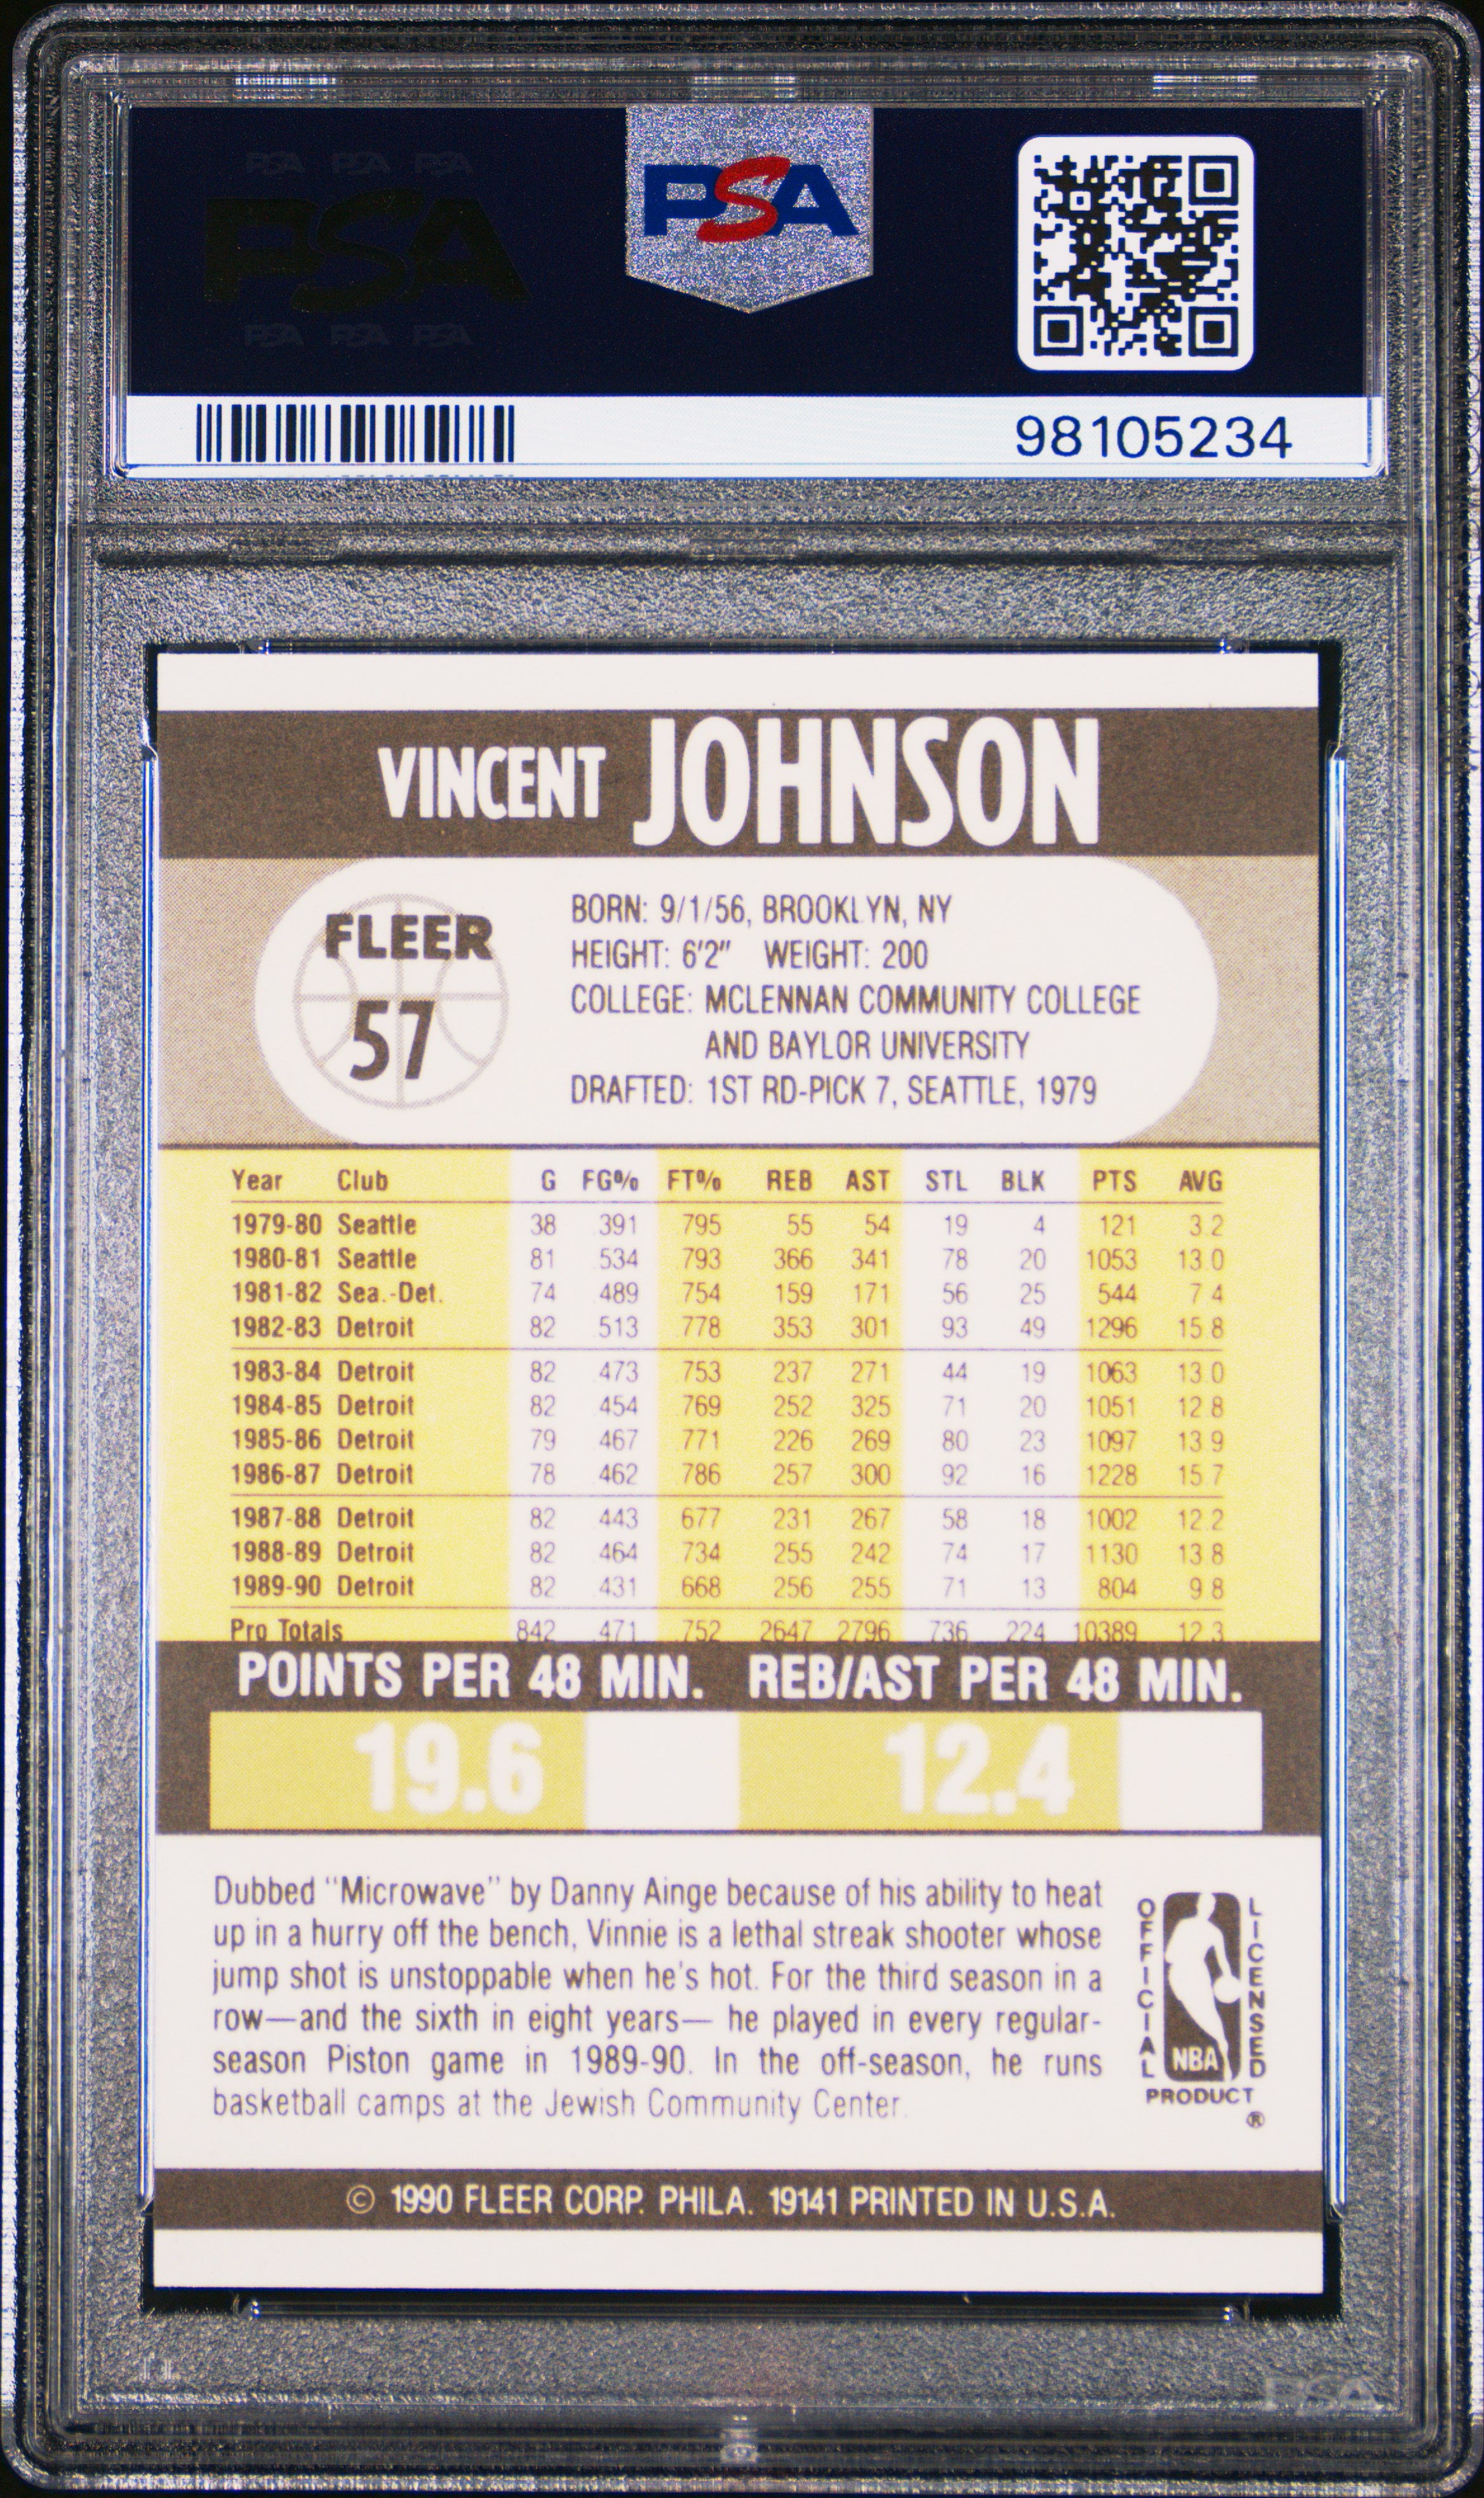 PSA PSA PSA
PSA
PSA PSA PSA
PSA
98105234
VINCENT JOHNSON
FLEER
57
BORN: 9/1/56, BROOKLYN, NY
HEIGHT: 6'2" WEIGHT: 200
COLLEGE: MCLENNAN COMMUNITY COLLEGE
AND BAYLOR UNIVERSITY
DRAFTED: 1ST RD-PICK 7, SEATTLE, 1979
Year Club G FG% FT% REB AST STL BLK PTS AVG
1979-80 Seattle 38 .391 .795 55 54 19 4 121 3.2
1980-81 Seattle 81 .534 .793 366 341 78 20 1053 13.0
1981-82 Sea.-Det. 74 .489 .754 159 171 56 25 544 7.4
1982-83 Detroit 82 .513 .778 353 301 93 49 1296 15.8
1983-84 Detroit 82 .473 .753 237 271 44 19 1063 13.0
1984-85 Detroit 82 .454 .769 252 325 71 20 1051 12.8
1985-86 Detroit 79 .467 .771 226 269 80 23 1097 13.9
1986-87 Detroit 78 .462 .786 257 300 92 16 1228 15.7
1987-88 Detroit 82 .443 .677 231 267 58 18 1002 12.2
1988-89 Detroit 82 .464 .734 255 242 74 17 1130 13.8
1989-90 Detroit 82 .431 .668 256 255 71 13 804 9.8
Pro Totals 842 .471 .752 2647 2796 736 224 10389 12.3
POINTS PER 48 MIN. REB/AST PER 48 MIN.
19.6 12.4
Dubbed "Microwave" by Danny Ainge because of his ability to heat
up in a hurry off the bench, Vinnie is a lethal streak shooter whose
jump shot is unstoppable when he's hot. For the third season in a
row—and the sixth in eight years— he played in every regular-
season Piston game in 1989-90. In the off-season, he runs
basketball camps at the Jewish Community Center.
OFFICIAL LICENSED
NBA
PRODUCT
®
© 1990 FLEER CORP. PHILA. 19141 PRINTED IN U.S.A.
PSA